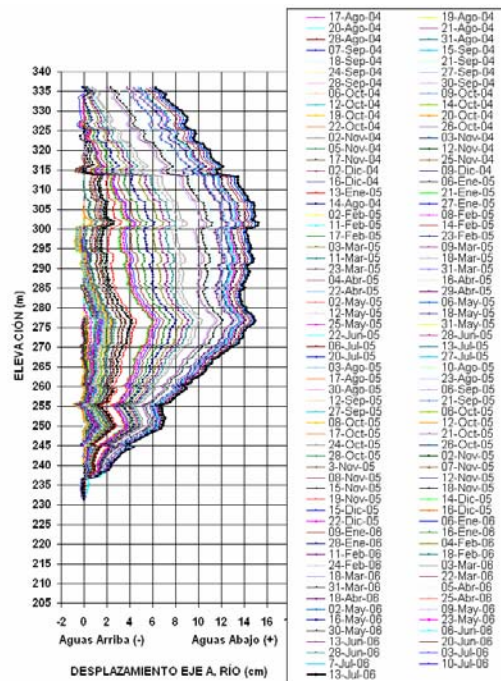 17-Ago-04 19-Ago-04
20-Ago-04 21-Ago-04
28-Ago-04 31-Ago-04
07-Sep-04 15-Sep-04
18-Sep-04 21-Sep-04
24-Sep-04 27-Sep-04
28-Sep-04 30-Sep-04
06-Oct-04 09-Oct-04
12-Oct-04 14-Oct-04
19-Oct-04 20-Oct-04
22-Oct-04 26-Oct-04
02-Nov-04 03-Nov-04
05-Nov-04 12-Nov-04
17-Nov-04 25-Nov-04
02-Dic-04 09-Dic-04
16-Dic-04 06-Ene-05
13-Ene-05 21-Ene-05
14-Ago-04 27-Ene-05
02-Feb-05 08-Feb-05
11-Feb-05 14-Feb-05
17-Feb-05 23-Feb-05
03-Mar-05 09-Mar-05
11-Mar-05 18-Mar-05
23-Mar-05 31-Mar-05
04-Abr-05 16-Abr-05
22-Abr-05 29-Abr-05
02-May-05 06-May-05
12-May-05 18-May-05
25-May-05 31-May-05
22-Jun-05 28-Jun-05
06-Jul-05 13-Jul-05
20-Jul-05 27-Jul-05
03-Ago-05 10-Ago-05
17-Ago-05 23-Ago-05
30-Ago-05 06-Sep-05
12-Sep-05 21-Sep-05
27-Sep-05 06-Oct-05
08-Oct-05 12-Oct-05
17-Oct-05 21-Oct-05
24-Oct-05 26-Oct-05
28-Oct-05 02-Nov-05
3-Nov-05 07-Nov-05
08-Nov-05 12-Nov-05
15-Nov-05 18-Nov-05
19-Nov-05 14-Dic-05
15-Dic-05 16-Dic-05
22-Dic-05 06-Ene-06
09-Ene-06 16-Ene-06
28-Ene-06 04-Feb-06
11-Feb-06 18-Feb-06
24-Feb-06 03-Mar-06
18-Mar-06 22-Mar-06
31-Mar-06 05-Abr-06
18-Abr-06 25-Abr-06
02-May-06 09-May-06
16-May-06 23-May-06
30-May-06 06-Jun-06
13-Jun-06 20-Jun-06
28-Jun-06 03-Jul-06
7-Jul-06 10-Jul-06
13-Jul-06
ELEVACIÓN (m)
340
335
330
325
320
315
310
305
300
295
290
285
280
275
270
265
260
255
250
245
240
235
230
225
220
215
210
205
-2 0 2 4 6 8 10 12 14 16
Aguas Arriba (-) Aguas Abajo (+)
DESPLAZAMIENTO EJE A, RÍO (cm)